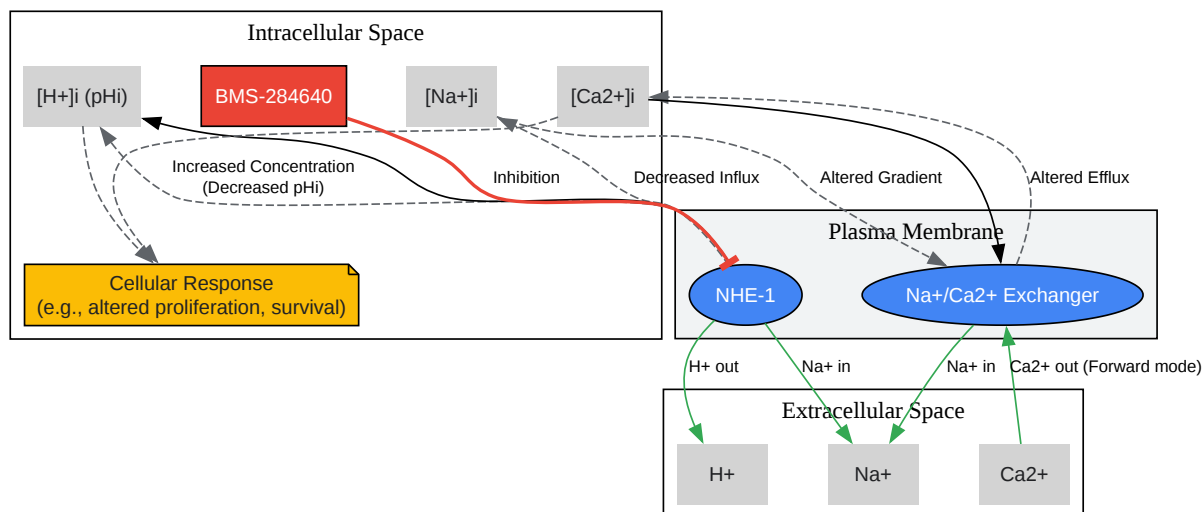 Intracellular Space
[H+]i (pHi)
BMS-284640
[Na+]i
[Ca2+]i
Increased Concentration
(Decreased pHi)
Inhibition
Decreased Influx
Altered Gradient
Altered Efflux
Plasma Membrane
Cellular Response
(e.g., altered proliferation, survival)
NHE-1
Na+/Ca2+ Exchanger
H+ out
Na+ in
Na+ in
Ca2+ out (Forward mode)
Extracellular Space
H+
Na+
Ca2+